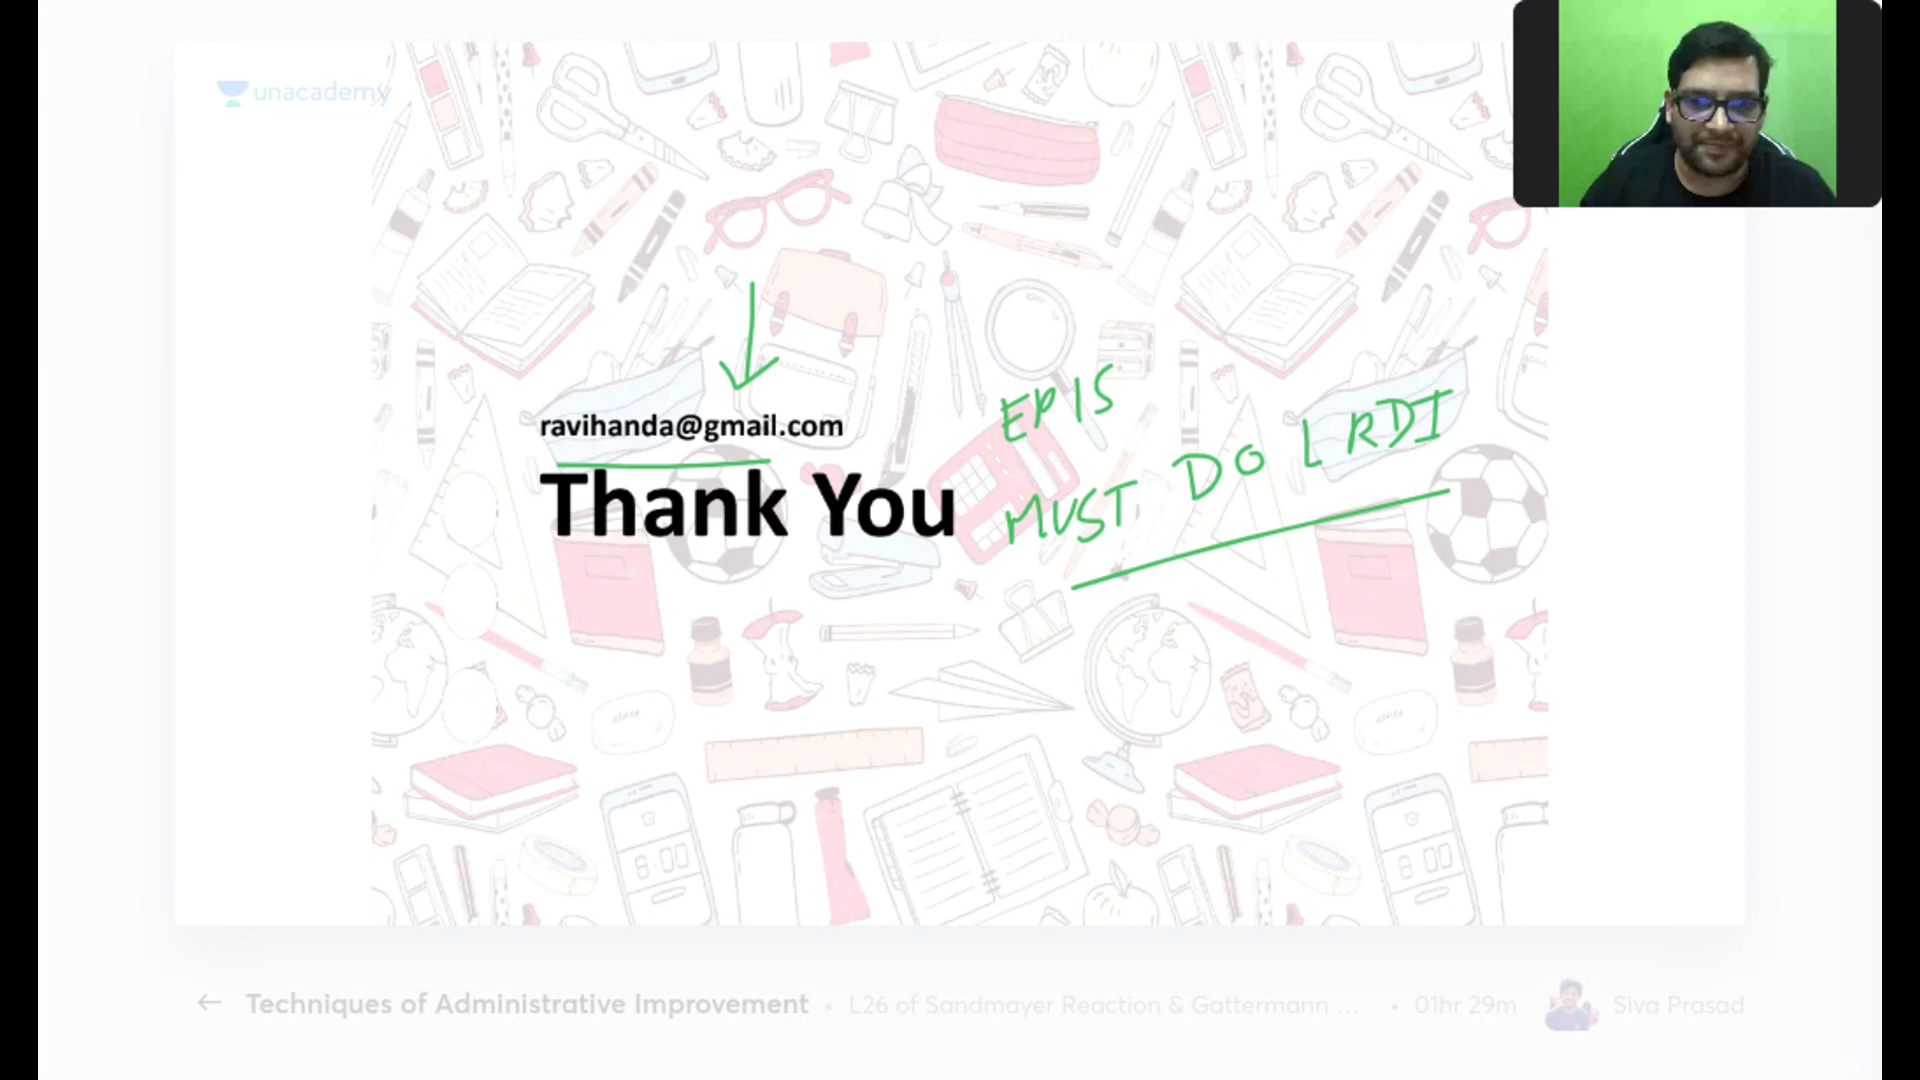 unacademy
ravihanda@gmail.com
Thank You
EPIS
MUST DO LRDI
Techniques of Administrative Improvement • L26 of Sandmayer Reaction & Gattermann ... • 01hr 29m Siva Prasad